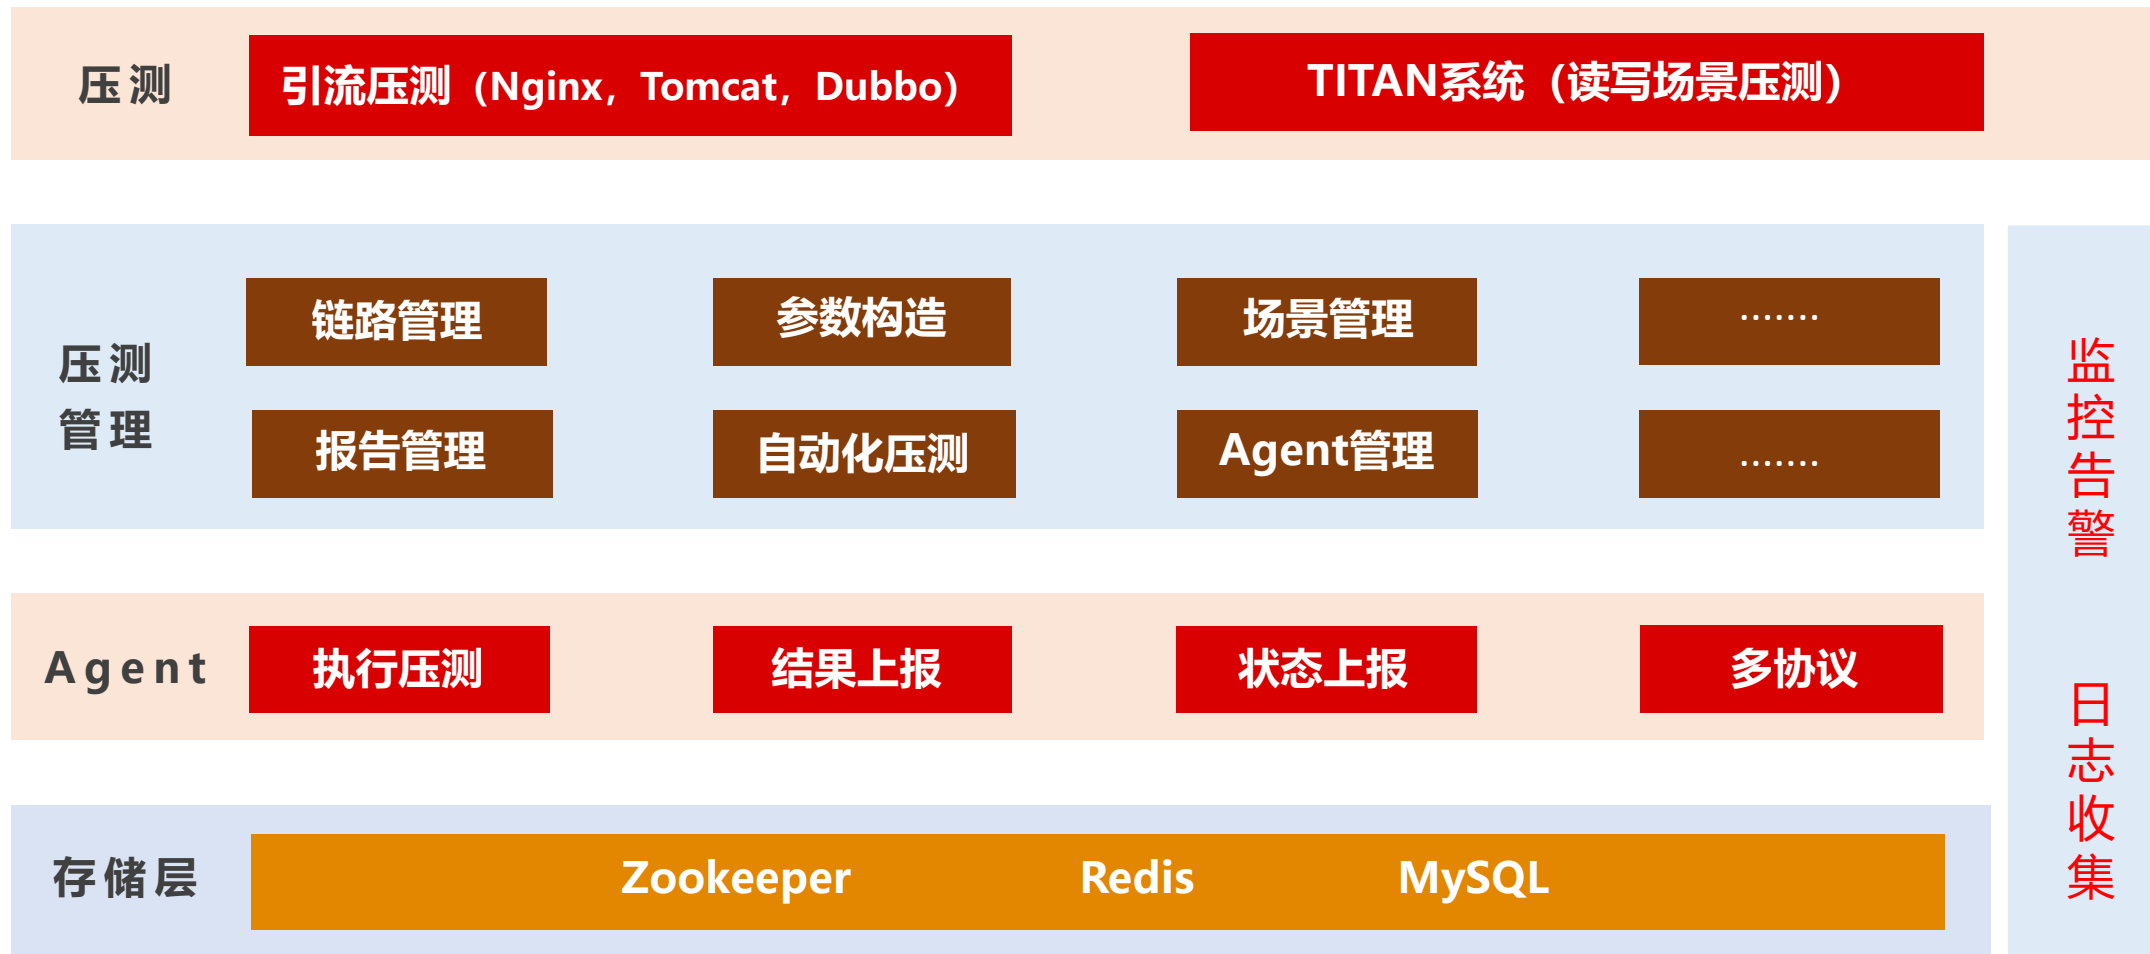 压测
引流压测（Nginx，Tomcat，Dubbo）
TITAN系统（读写场景压测）
压测
管理
链路管理
参数构造
场景管理
.......
报告管理
自动化压测
Agent管理
.......
Agent
执行压测
结果上报
状态上报
多协议
存储层
Zookeeper
Redis
MySQL
监控告警
日志收集